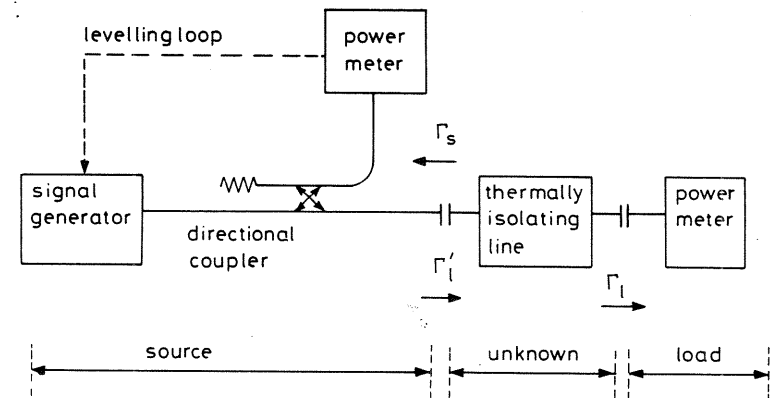 levelling loop
power
meter
Γs
signal
generator
thermally
isolating
line
power
meter
directional
coupler
Γ'l
Γl
source
unknown
load